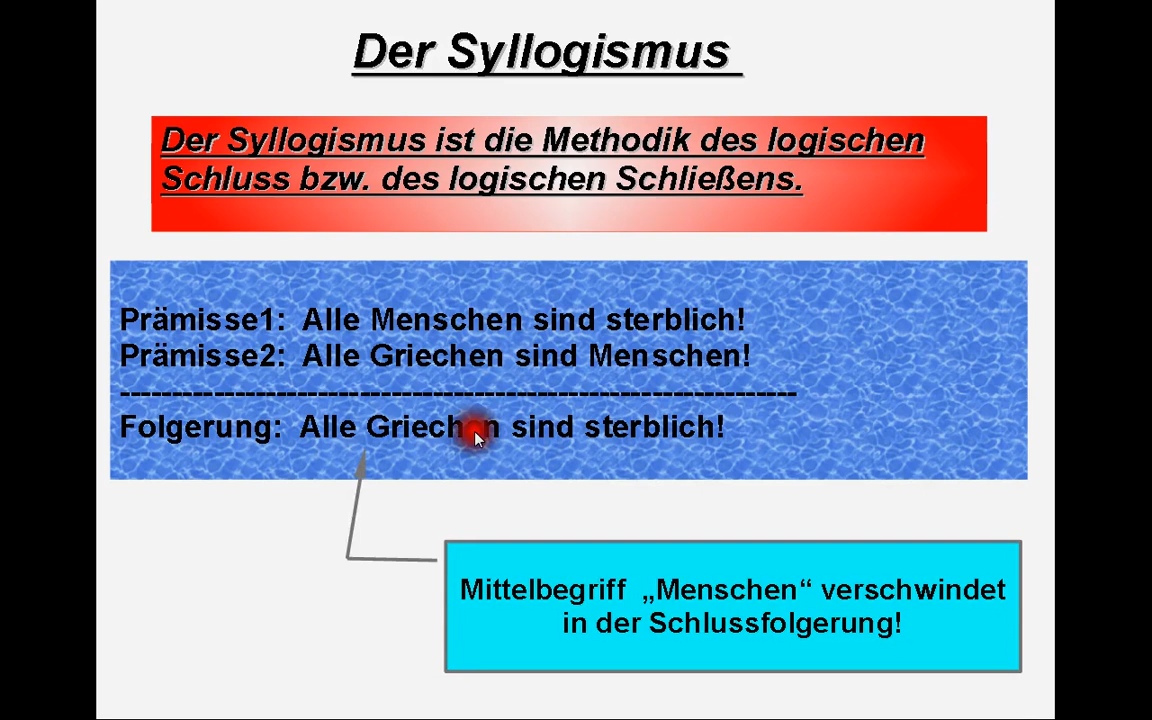 Der Syllogismus
Der Syllogismus ist die Methodik des logischen
Schluss bzw. des logischen Schließens.
Prämisse1: Alle Menschen sind sterblich!
Prämisse2: Alle Griechen sind Menschen!
--------------------------------------------------------------------
Folgerung: Alle Griechen sind sterblich!
Mittelbegriff „Menschen“ verschwindet
in der Schlussfolgerung!